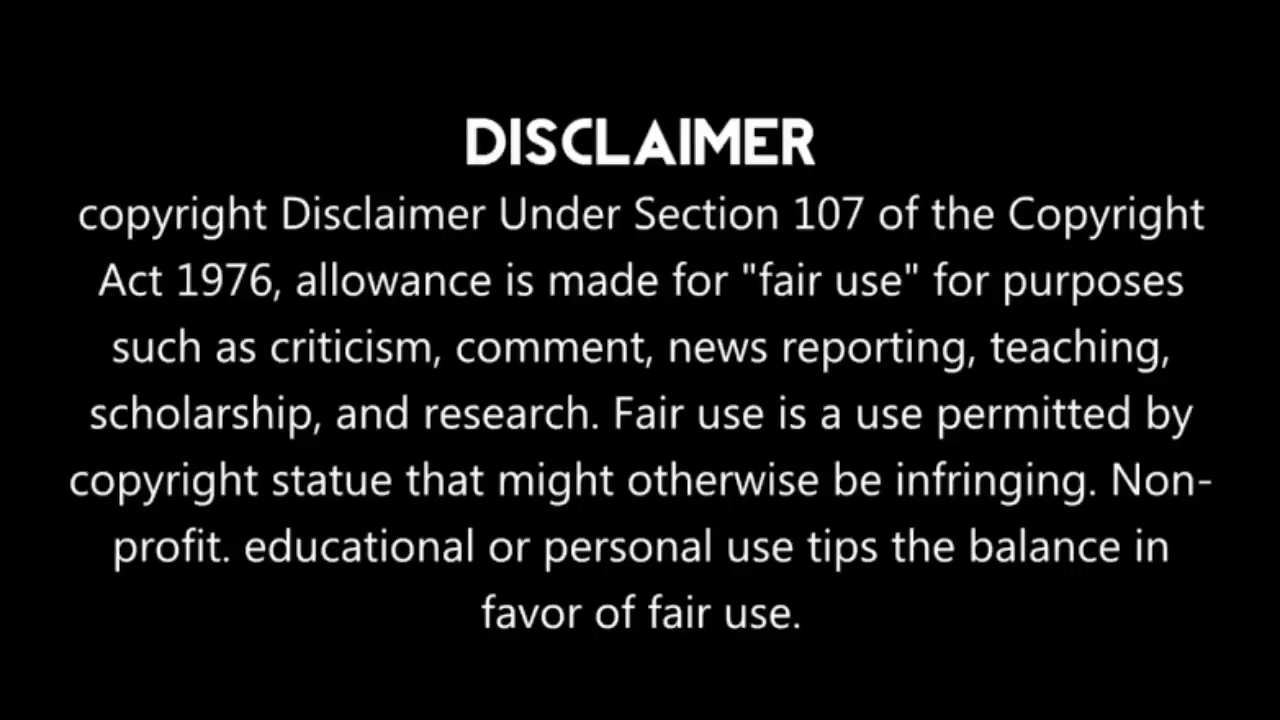 DISCLAIMER
copyright Disclaimer Under Section 107 of the Copyright
Act 1976, allowance is made for "fair use" for purposes
such as criticism, comment, news reporting, teaching,
scholarship, and research. Fair use is a use permitted by
copyright statue that might otherwise be infringing. Non-
profit. educational or personal use tips the balance in
favor of fair use.